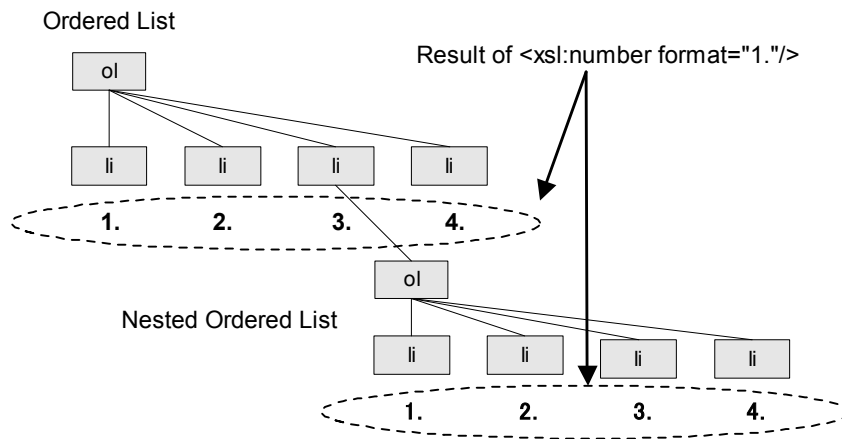 Ordered List
Result of <xsl:number format="1."/>
ol
li li li li
1. 2. 3. 4.
ol
Nested Ordered List
li li li li
1. 2. 3. 4.